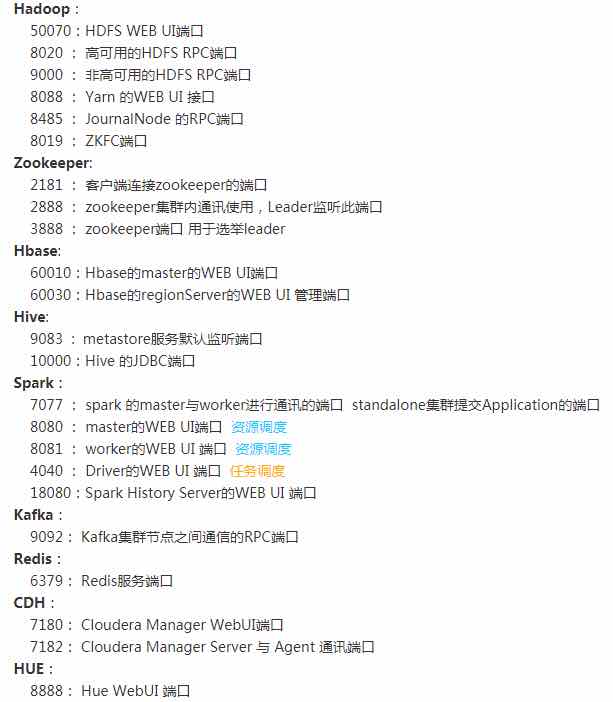 Hadoop：
50070：HDFS WEB UI端口
8020 ： 高可用的HDFS RPC端口
9000 ： 非高可用的HDFS RPC端口
8088 ： Yarn 的WEB UI 接口
8485 ： JournalNode 的RPC端口
8019 ： ZKFC端口
Zookeeper:
2181 ： 客户端连接zookeeper的端口
2888 ： zookeeper集群内通讯使用，Leader监听此端口
3888 ： zookeeper端口 用于选举leader
Hbase:
60010：Hbase的master的WEB UI端口
60030：Hbase的regionServer的WEB UI 管理端口
Hive:
9083 ： metastore服务默认监听端口
10000：Hive 的JDBC端口
Spark：
7077 ： spark 的master与worker进行通讯的端口 standalone集群提交Application的端口
8080 ： master的WEB UI端口 资源调度
8081 ： worker的WEB UI 端口 资源调度
4040 ： Driver的WEB UI 端口 任务调度
18080：Spark History Server的WEB UI 端口
Kafka：
9092： Kafka集群节点之间通信的RPC端口
Redis：
6379： Redis服务端口
CDH：
7180： Cloudera Manager WebUI端口
7182： Cloudera Manager Server 与 Agent 通讯端口
HUE：
8888： Hue WebUI 端口